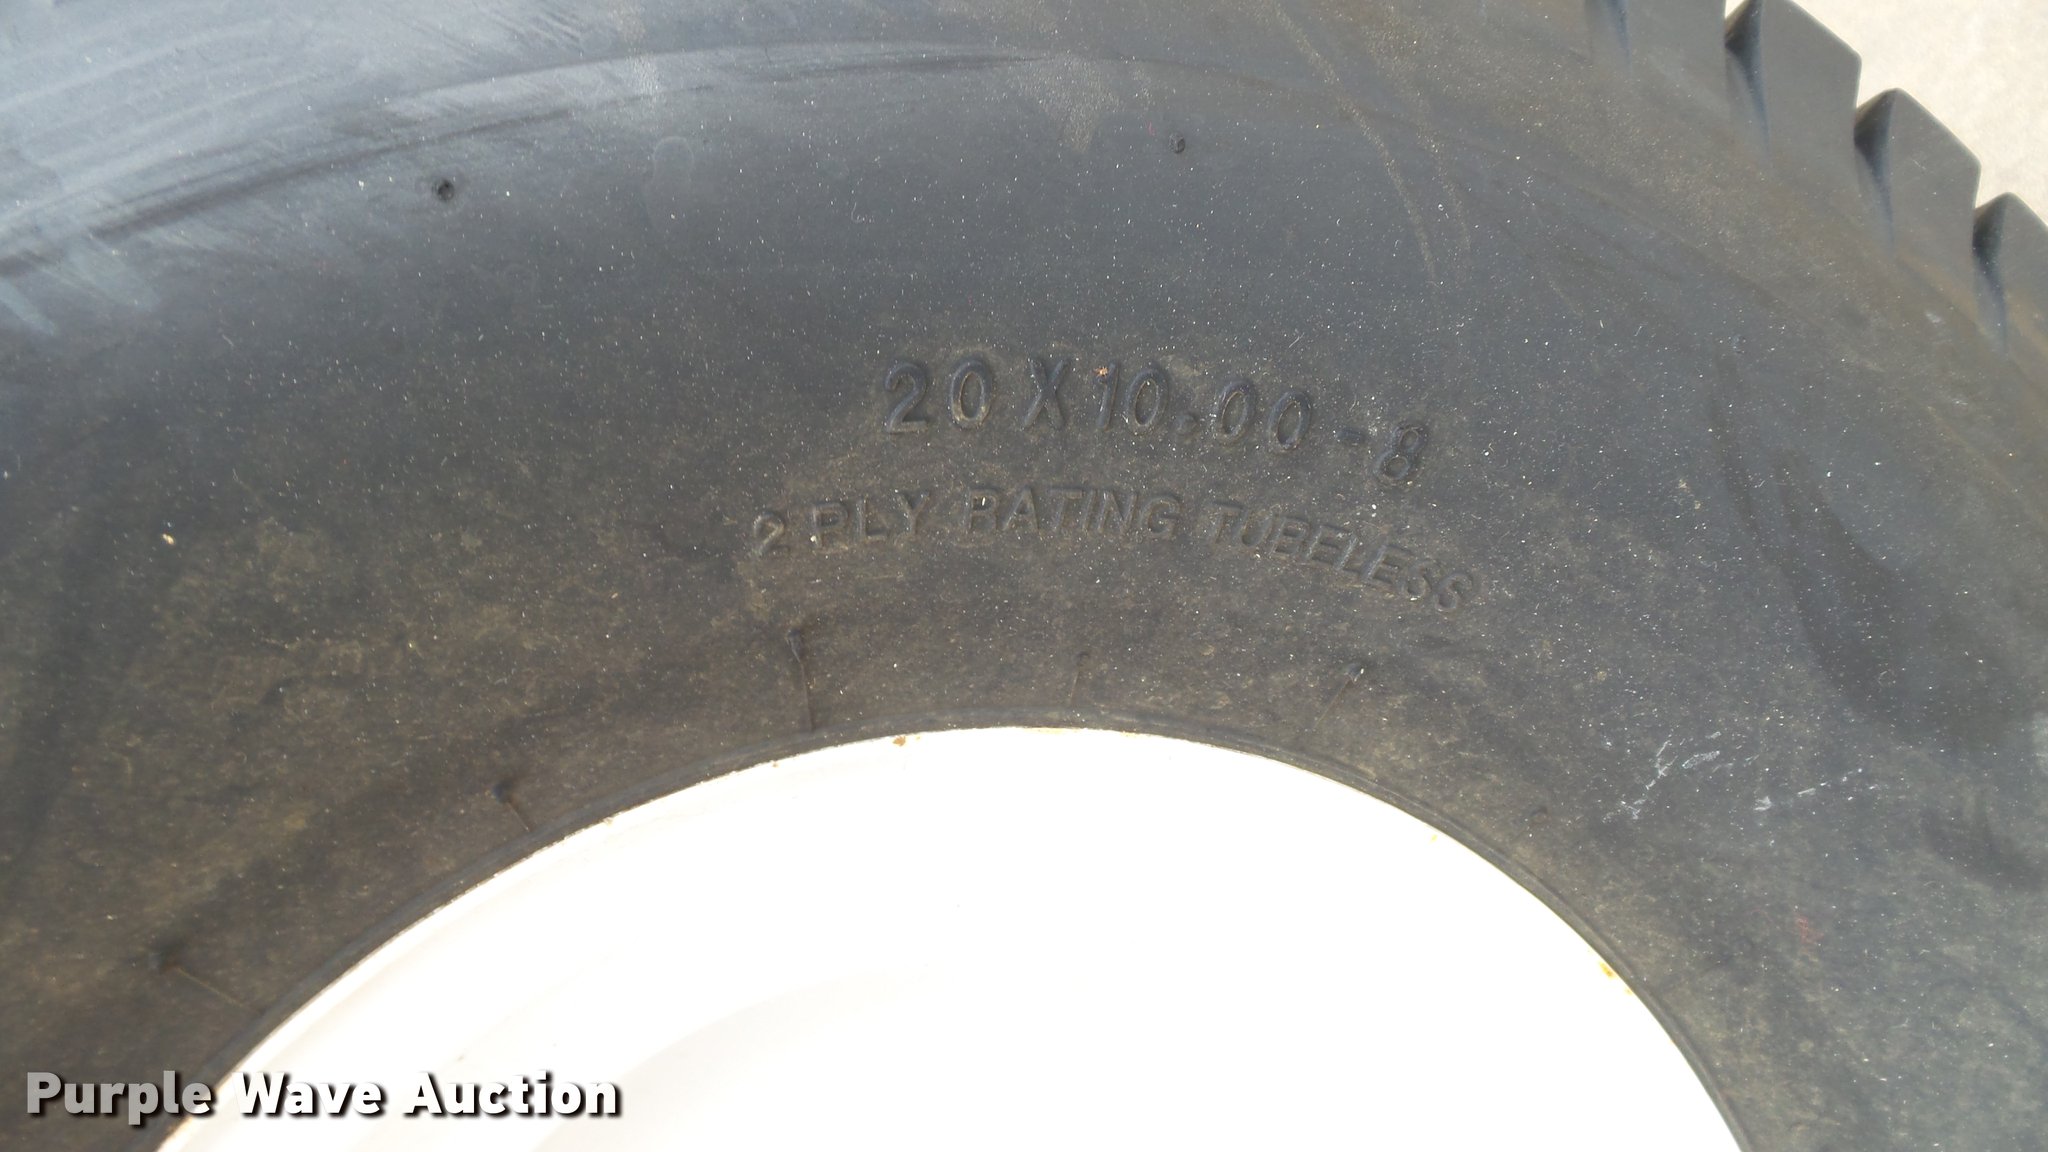 20 X 10.00 - 8
2 PLY RATING TUBELESS
Purple Wave Auction